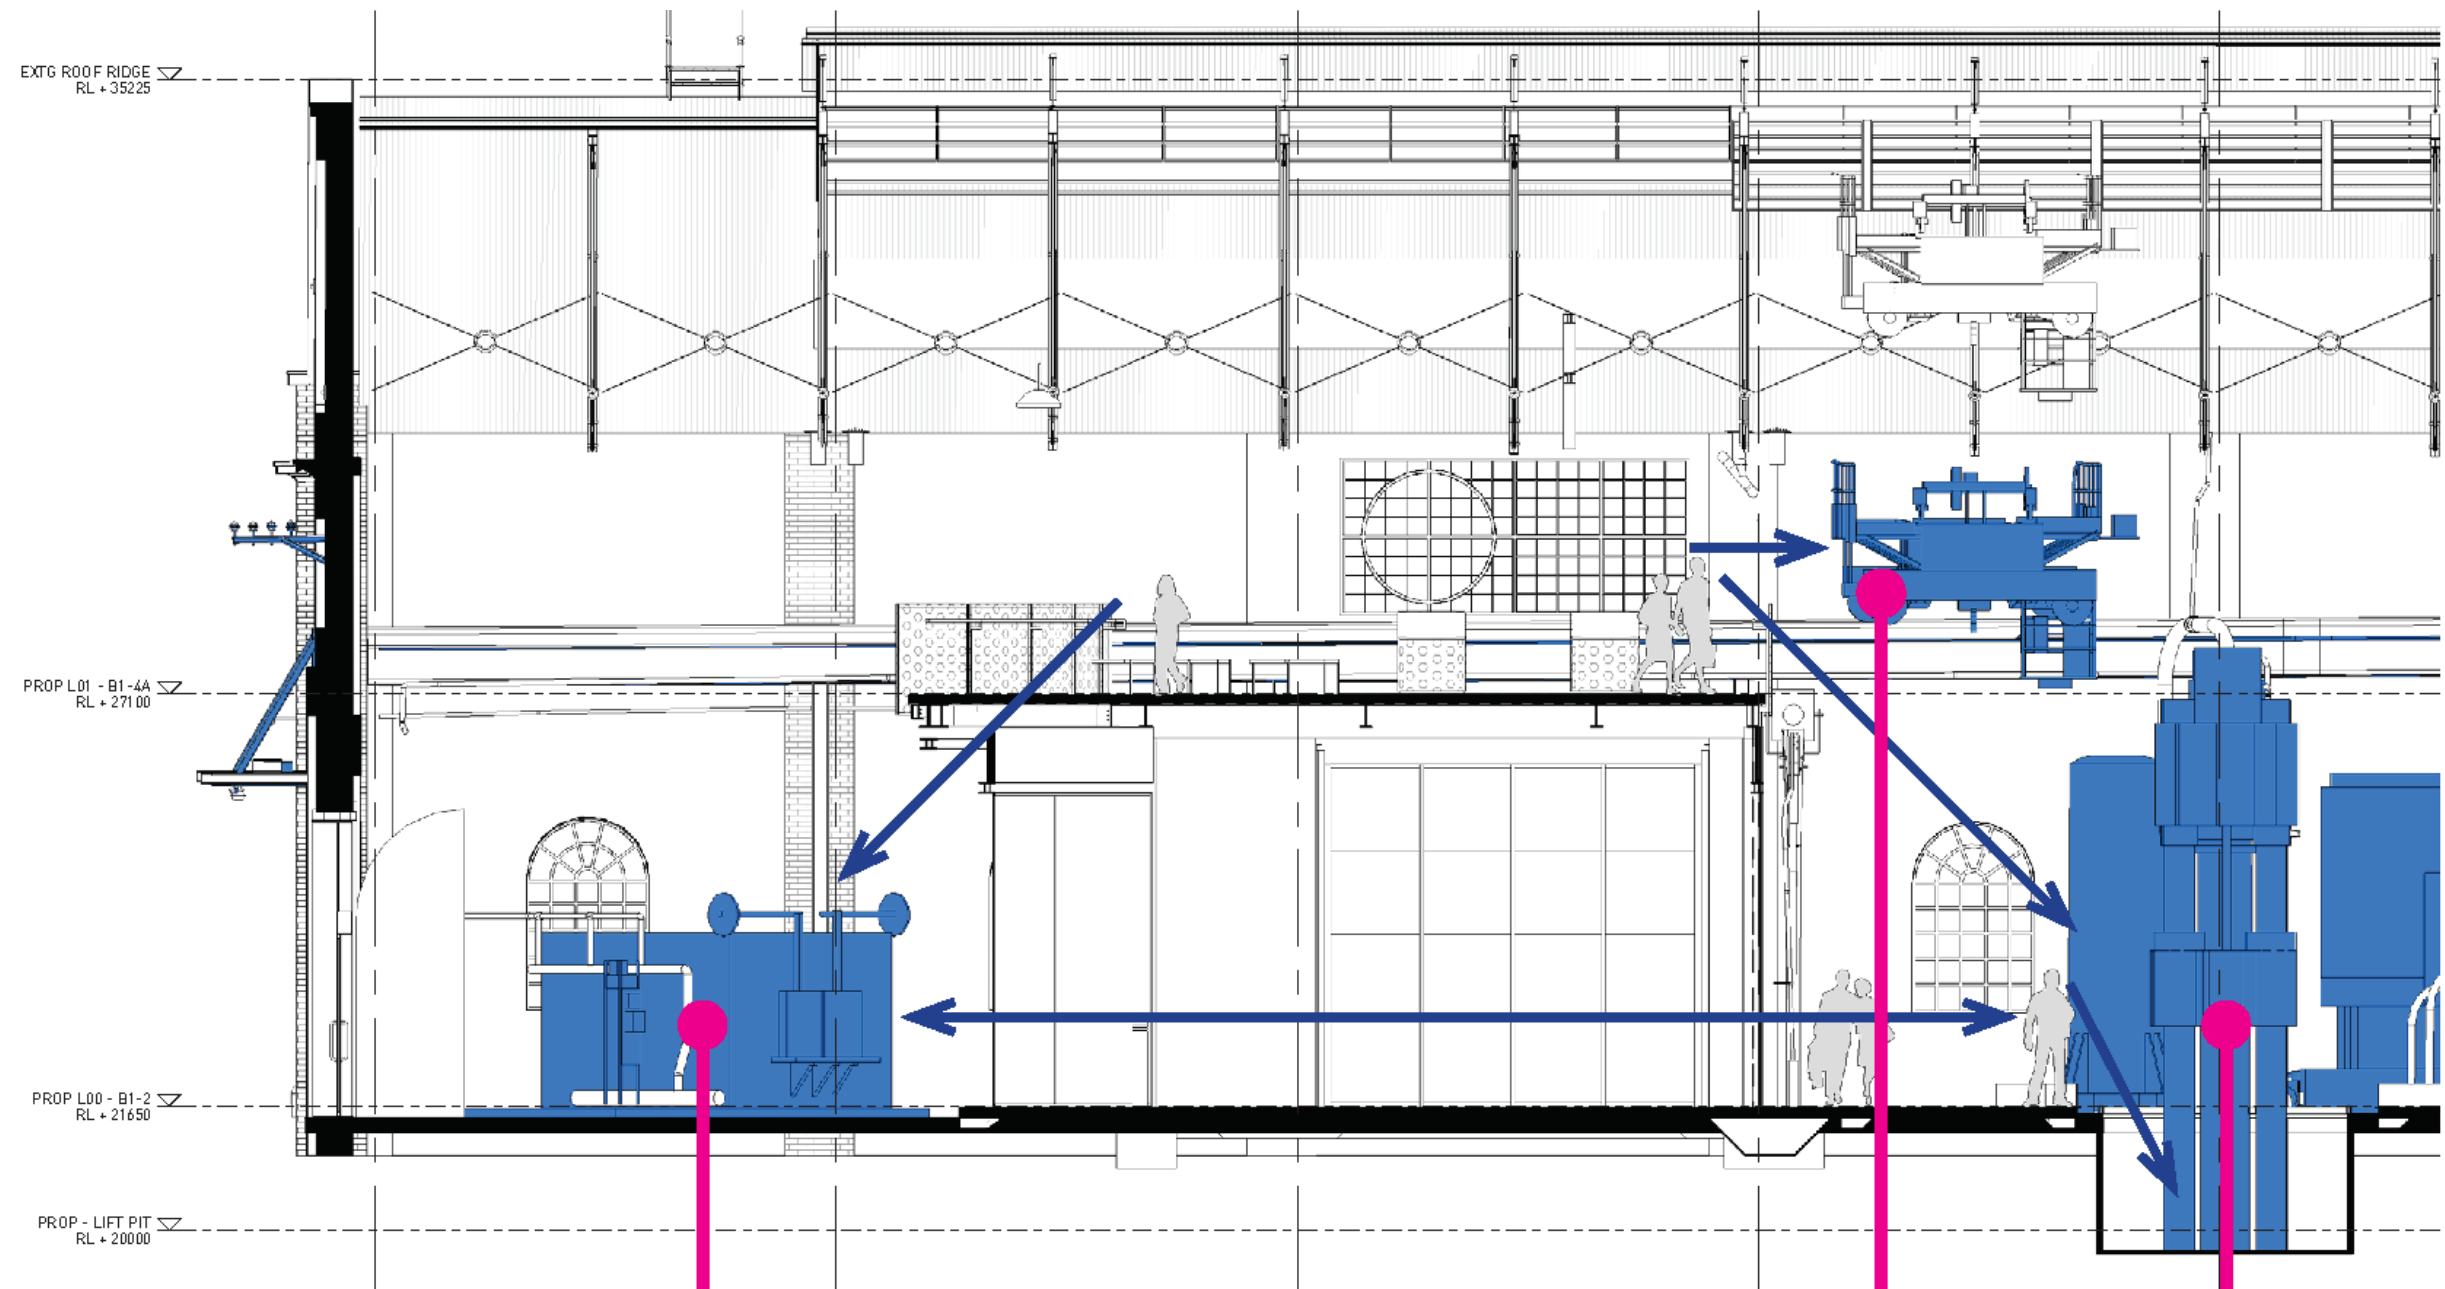 EXTG ROOF RIDGE
RL + 35225
PROP L01 - B1-4A
RL + 27100
PROP L00 - B1-2
RL + 21650
PROP - LIFT PIT
RL + 20000